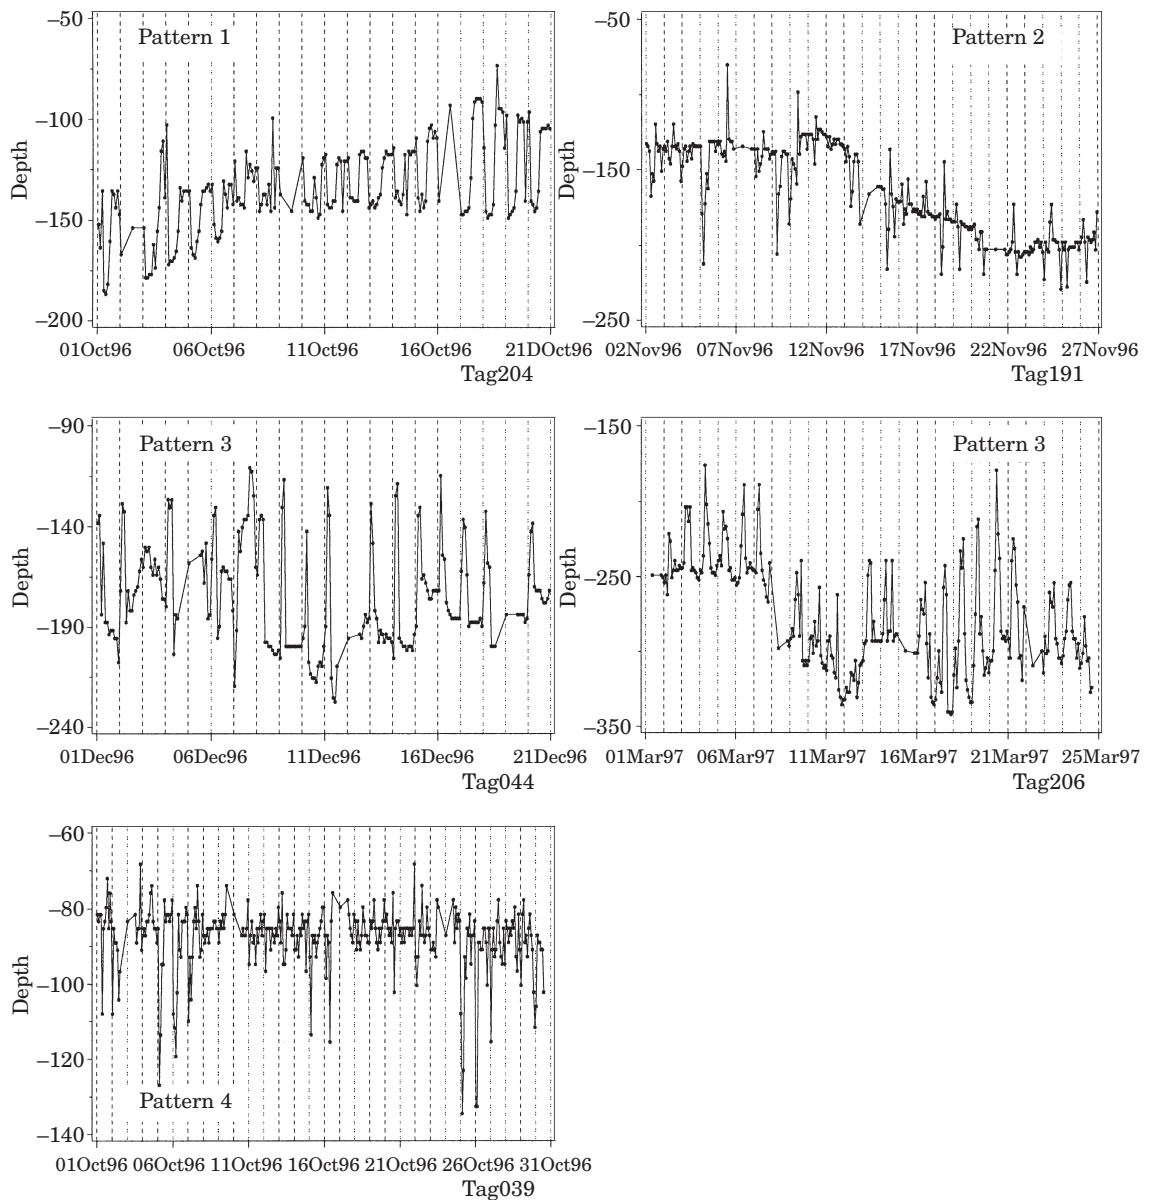 −50
Pattern 1
−100
−150
−200
Depth
01Oct96 06Oct96 11Oct96 16Oct96 21DOct96
Tag204
−50
Pattern 2
−150
−250
Depth
02Nov96 07Nov96 12Nov96 17Nov96 22Nov96 27Nov96
Tag191
−90
Pattern 3
−140
−190
−240
Depth
01Dec96 06Dec96 11Dec96 16Dec96 21Dec96
Tag044
−150
Pattern 3
−250
−350
Depth
01Mar97 06Mar97 11Mar97 16Mar97 21Mar97 25Mar97
Tag206
−60
−80
−100
−120
Pattern 4
−140
Depth
01Oct96 06Oct96 11Oct96 16Oct96 21Oct96 26Oct96 31Oct96
Tag039